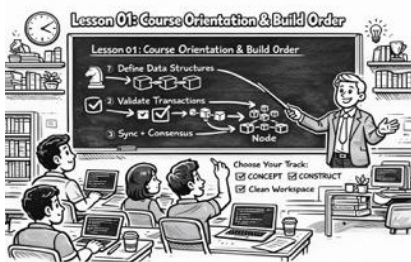 Lesson 01: Course Orientation & Build Order
Lesson 01: Course Orientation & Build Order
① Define Data Structures
② Validate Transactions
③ Sync + Consensus
Node
Choose Your Track:
☑ CONCEPT ☑ CONSTRUCT
☑ Clean Workspace